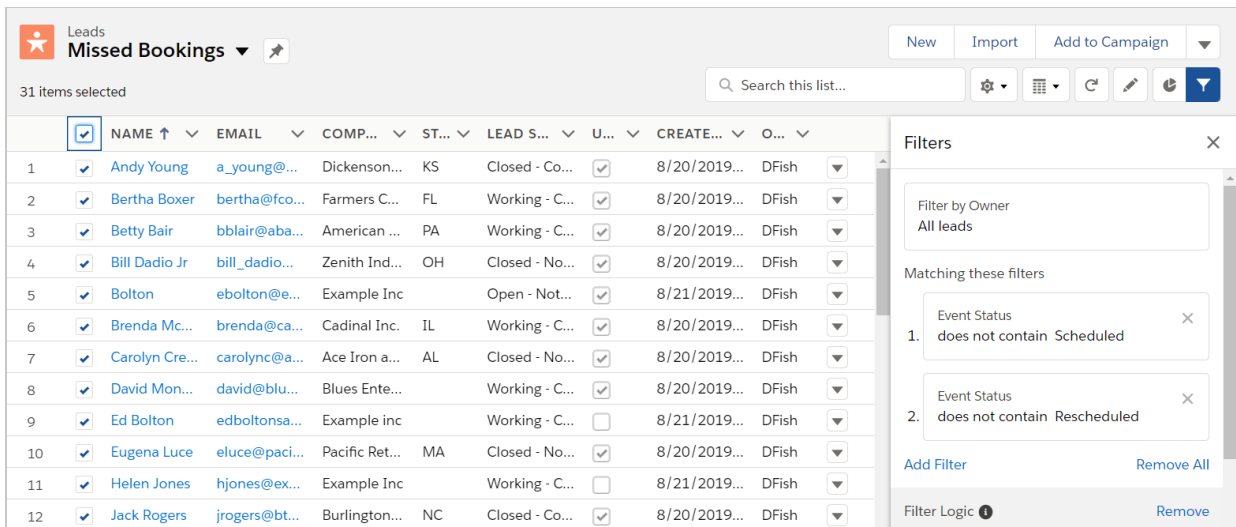 Leads
Missed Bookings
New Import Add to Campaign
31 items selected
Search this list...
NAME EMAIL COMP... ST... LEAD S... U... CREATE... O...
1 Andy Young a_young@... Dickenson... KS Closed - Co... 8/20/2019... DFish
2 Bertha Boxer bertha@fco... Farmers C... FL Working - C... 8/20/2019... DFish
3 Betty Bair bblair@aba... American ... PA Working - C... 8/20/2019... DFish
4 Bill Dadio Jr bill_dadio... Zenith Ind... OH Closed - No... 8/20/2019... DFish
5 Bolton ebolton@e... Example Inc Open - Not... 8/21/2019... DFish
6 Brenda Mc... brenda@ca... Cadinal Inc. IL Working - C... 8/20/2019... DFish
7 Carolyn Cre... carolync@a... Ace Iron a... AL Closed - No... 8/20/2019... DFish
8 David Mon... david@blu... Blues Ente... Working - C... 8/20/2019... DFish
9 Ed Bolton edboltonsa... Example inc Working - C... 8/21/2019... DFish
10 Eugena Luce eluce@paci... Pacific Ret... MA Closed - No... 8/20/2019... DFish
11 Helen Jones hjones@ex... Example Inc Working - C... 8/21/2019... DFish
12 Jack Rogers jrogers@bt... Burlington... NC Closed - Co... 8/20/2019... DFish
Filters
Filter by Owner
All leads
Matching these filters
Event Status
1. does not contain Scheduled
Event Status
2. does not contain Rescheduled
Add Filter Remove All
Filter Logic Remove